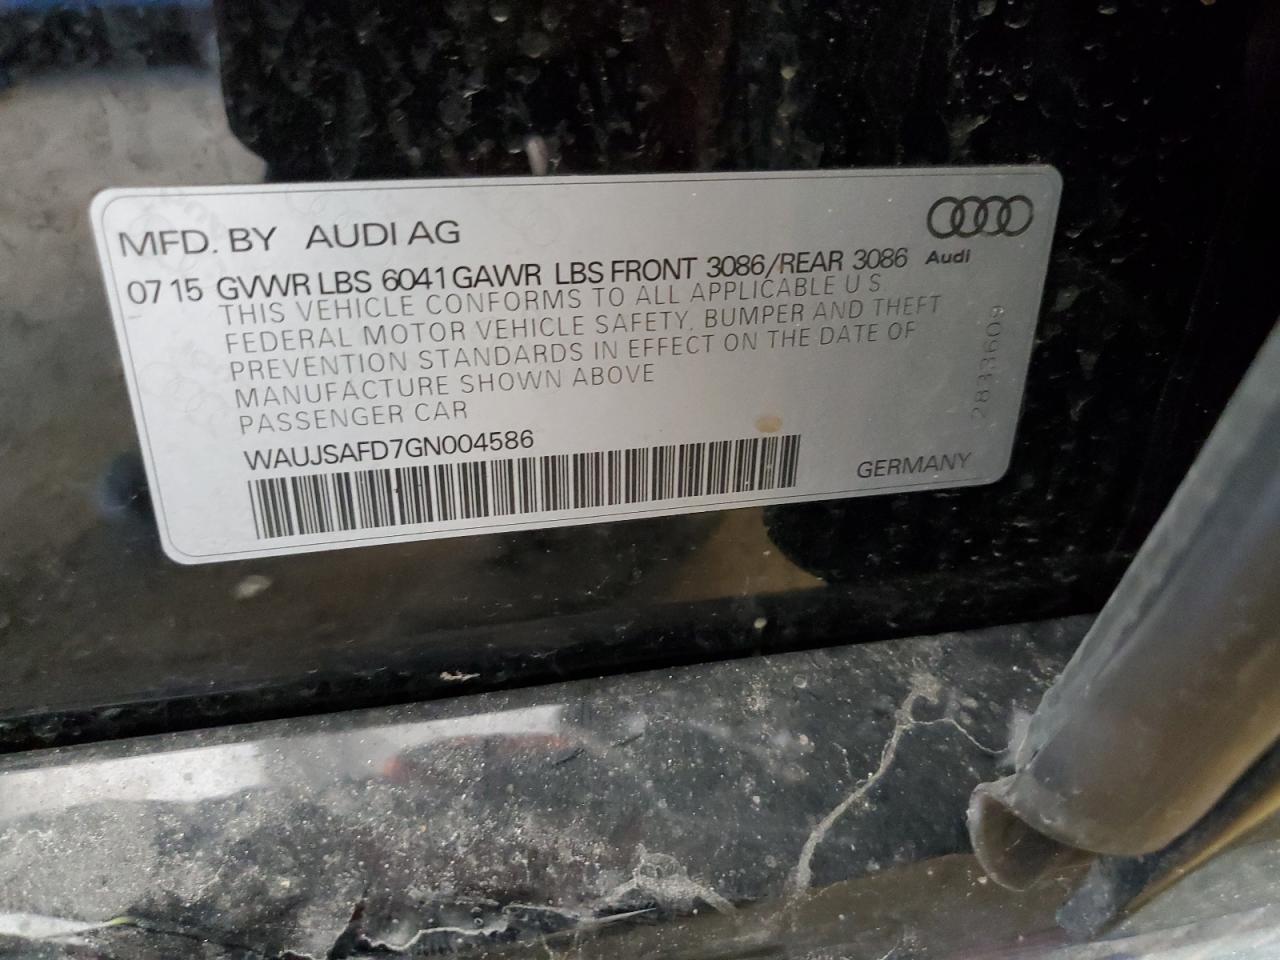 MFD. BY AUDI AG
07 15 GVWR LBS 6041 GAWR LBS FRONT 3086/REAR 3086
Audi
THIS VEHICLE CONFORMS TO ALL APPLICABLE U S
FEDERAL MOTOR VEHICLE SAFETY, BUMPER AND THEFT
PREVENTION STANDARDS IN EFFECT ON THE DATE OF
MANUFACTURE SHOWN ABOVE
PASSENGER CAR
WAUJSAFD7GN004586
GERMANY
2833609